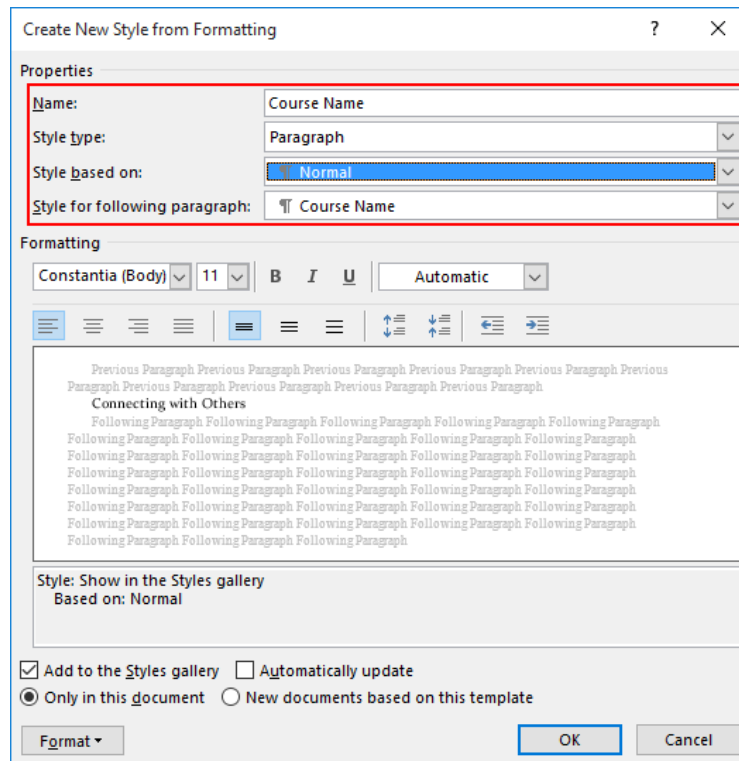 Create New Style from Formatting ? ×
Properties
Name: Course Name
Style type: Paragraph
Style based on: ¶ Normal
Style for following paragraph: ¶ Course Name
Formatting
Constantia (Body) 11 B I U Automatic
Previous Paragraph Previous Paragraph Previous Paragraph Previous Paragraph Previous Paragraph Previous
Paragraph Previous Paragraph Previous Paragraph Previous Paragraph Previous Paragraph
Connecting with Others
Following Paragraph Following Paragraph Following Paragraph Following Paragraph Following Paragraph
Following Paragraph Following Paragraph Following Paragraph Following Paragraph Following Paragraph
Following Paragraph Following Paragraph Following Paragraph Following Paragraph Following Paragraph
Following Paragraph Following Paragraph Following Paragraph Following Paragraph Following Paragraph
Following Paragraph Following Paragraph Following Paragraph Following Paragraph Following Paragraph
Following Paragraph Following Paragraph Following Paragraph Following Paragraph Following Paragraph
Following Paragraph Following Paragraph Following Paragraph Following Paragraph Following Paragraph
Following Paragraph Following Paragraph Following Paragraph
Style: Show in the Styles gallery
Based on: Normal
Add to the Styles gallery Automatically update
Only in this document New documents based on this template
Format OK Cancel